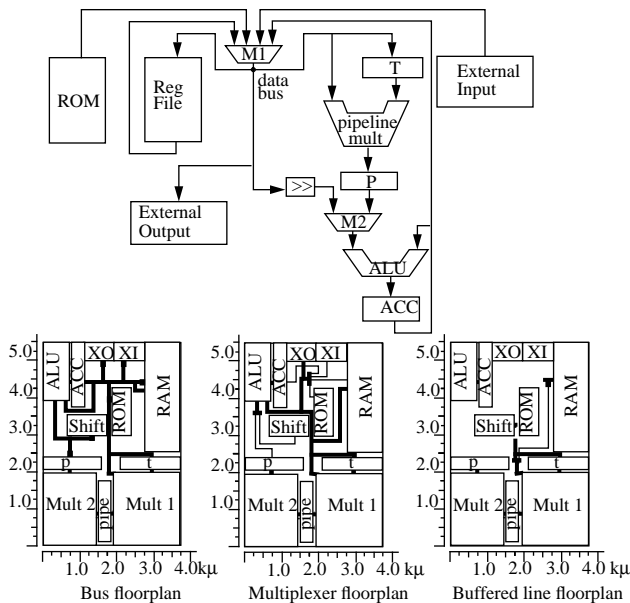 M1
ROM
Reg
File
data
bus
T
External
Input
pipeline
mult
>>
P
External
Output
M2
ALU
ACC
5.0
4.0
3.0
2.0
1.0
ALU
ACC
XO
XI
RAM
ROM
Shift
p
t
Mult 2
pipe
Mult 1
1.0 2.0 3.0 4.0 kμ
Bus floorplan
5.0
4.0
3.0
2.0
1.0
ALU
ACC
XO
XI
RAM
ROM
Shift
p
t
Mult 2
pipe
Mult 1
1.0 2.0 3.0 4.0 kμ
Multiplexer floorplan
5.0
4.0
3.0
2.0
1.0
ALU
ACC
XO
XI
RAM
ROM
Shift
p
t
Mult 2
pipe
Mult 1
1.0 2.0 3.0 4.0 kμ
Buffered line floorplan